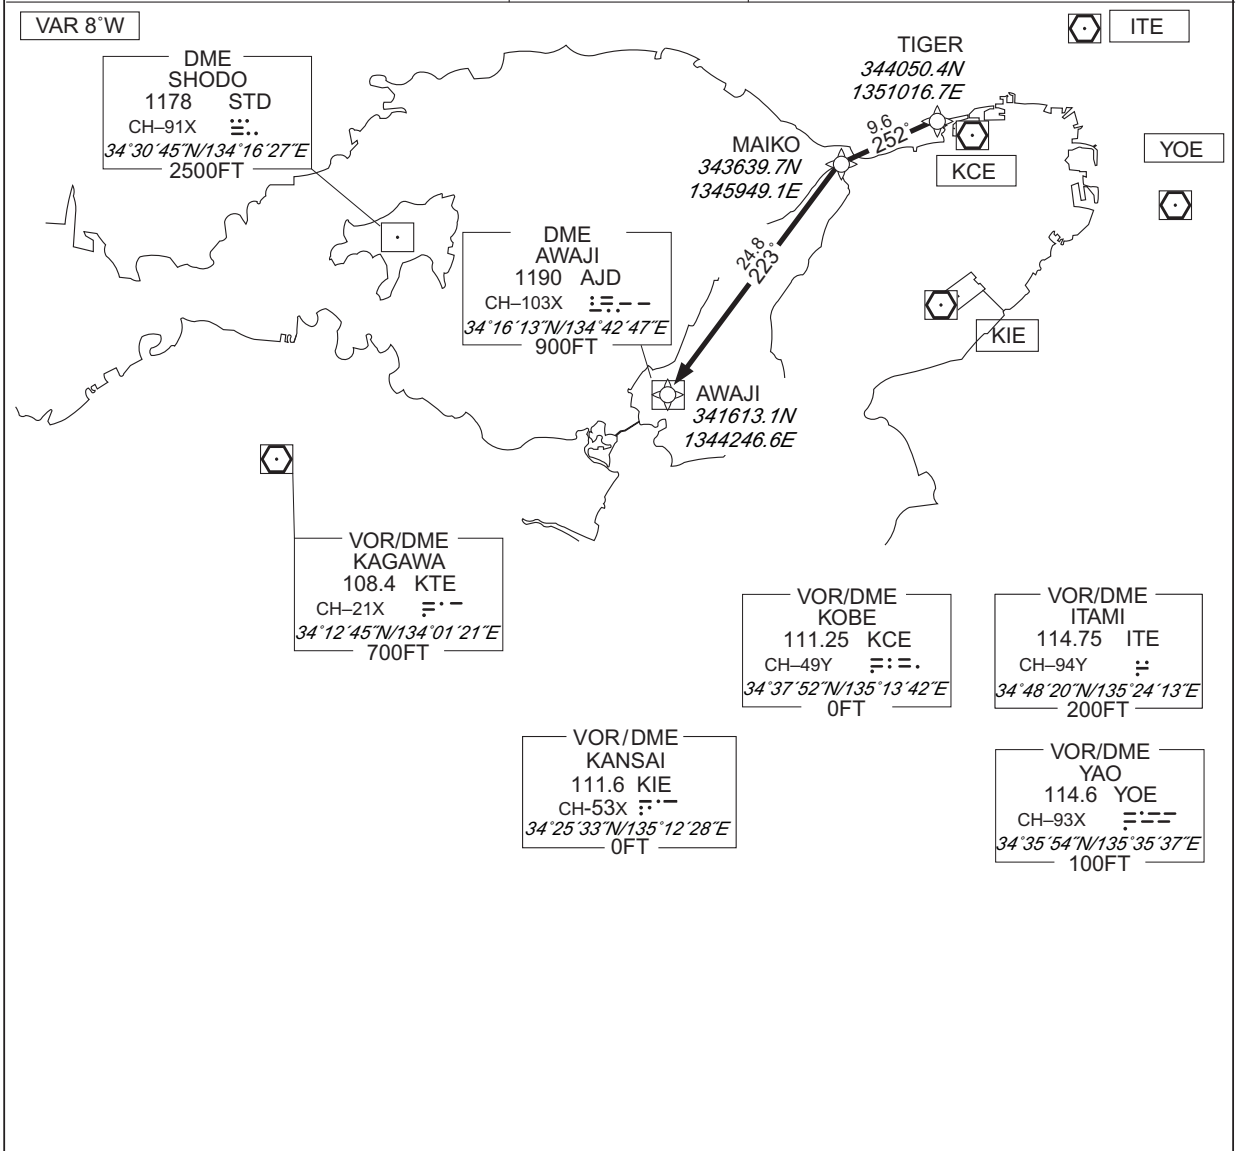 VAR 8˚W
ITE
DME
SHODO
1178 STD
CH–91X
34˚30´45˝N/134˚16´27˝E
2500FT
TIGER
344050.4N
1351016.7E
9.6
252˚
MAIKO
343639.7N
1345949.1E
KCE
YOE
DME
AWAJI
1190 AJD
CH–103X
34˚16´13˝N/134˚42´47˝E
900FT
24.8
223˚
KIE
AWAJI
341613.1N
1344246.6E
VOR/DME
KAGAWA
108.4 KTE
CH–21X
34˚12´45˝N/134˚01´21˝E
700FT
VOR/DME
KOBE
111.25 KCE
CH–49Y
34˚37´52˝N/135˚13´42˝E
0FT
VOR/DME
ITAMI
114.75 ITE
CH–94Y
34˚48´20˝N/135˚24´13˝E
200FT
VOR/DME
KANSAI
111.6 KIE
CH-53X
34˚25´33˝N/135˚12´28˝E
0FT
VOR/DME
YAO
114.6 YOE
CH–93X
34˚35´54˝N/135˚35´37˝E
100FT